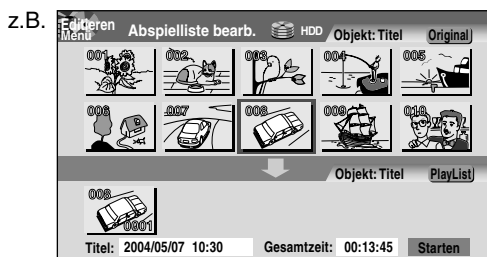 z.B.
Editieren Menü Abspielliste bearb. HDD Objekt: Titel Original
001 002 003 004 005
006 007 008 009 010
Objekt: Titel PlayList
008
0001
Titel: 2004/05/07 10:30 Gesamtzeit: 00:13:45 Starten